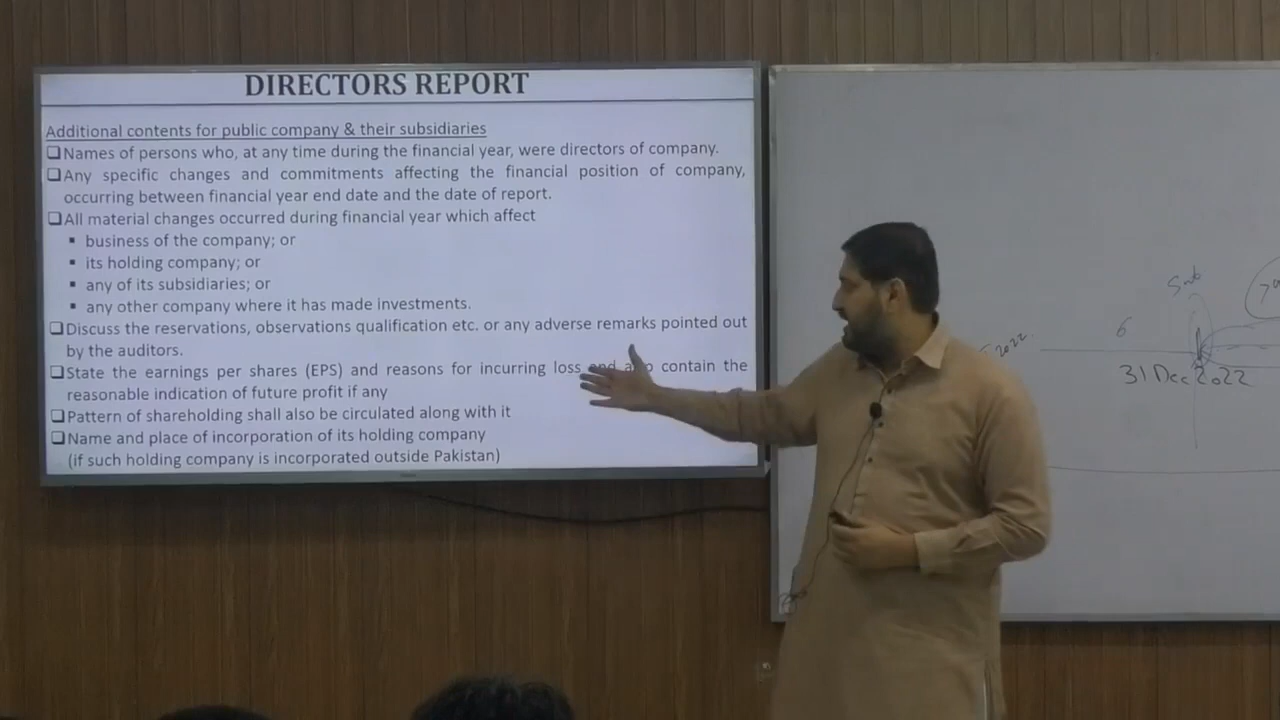 DIRECTORS REPORT
Additional contents for public company & their subsidiaries
❑Names of persons who, at any time during the financial year, were directors of company.
❑Any specific changes and commitments affecting the financial position of company,
occurring between financial year end date and the date of report.
❑All material changes occurred during financial year which affect
▪ business of the company; or
▪ its holding company; or
▪ any of its subsidiaries; or
▪ any other company where it has made investments.
❑Discuss the reservations, observations qualification etc. or any adverse remarks pointed out
by the auditors.
❑State the earnings per shares (EPS) and reasons for incurring loss and also contain the
reasonable indication of future profit if any
❑Pattern of shareholding shall also be circulated along with it
❑Name and place of incorporation of its holding company
(if such holding company is incorporated outside Pakistan)
6
2022
31 Dec 2022